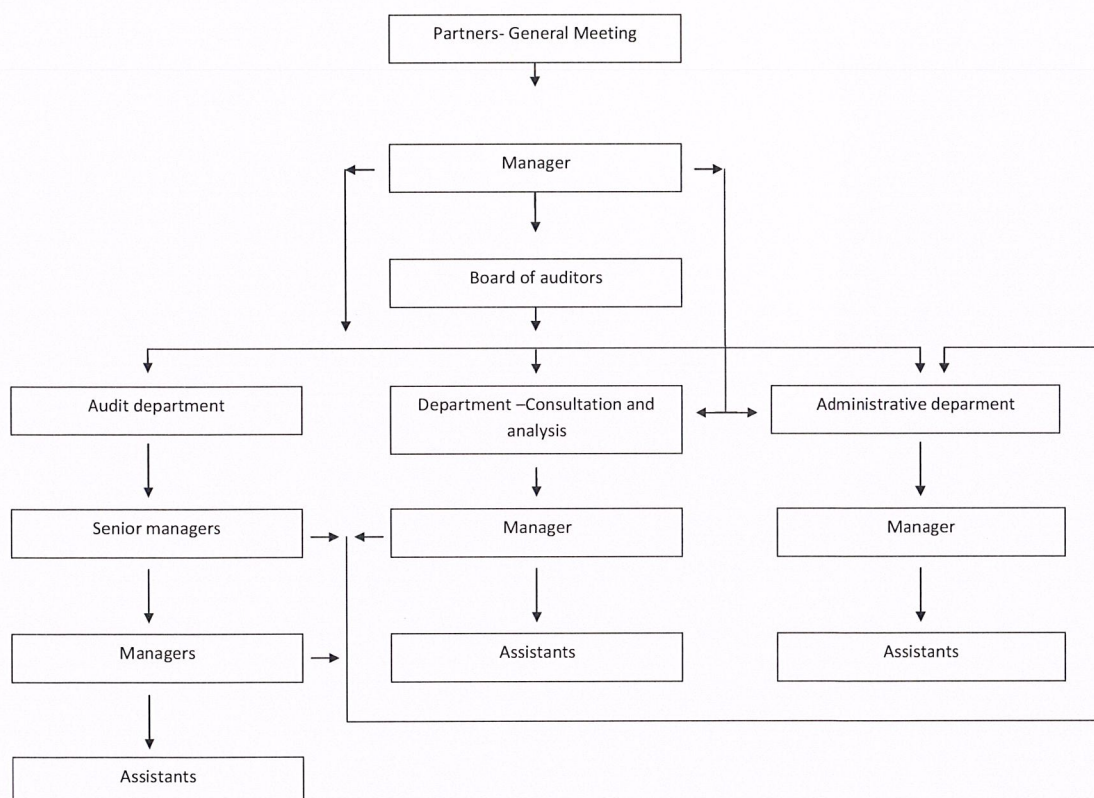 Partners- General Meeting
Manager
Board of auditors
Audit department
Department –Consultation and
analysis
Administrative deparment
Senior managers
Manager
Manager
Managers
Assistants
Assistants
Assistants